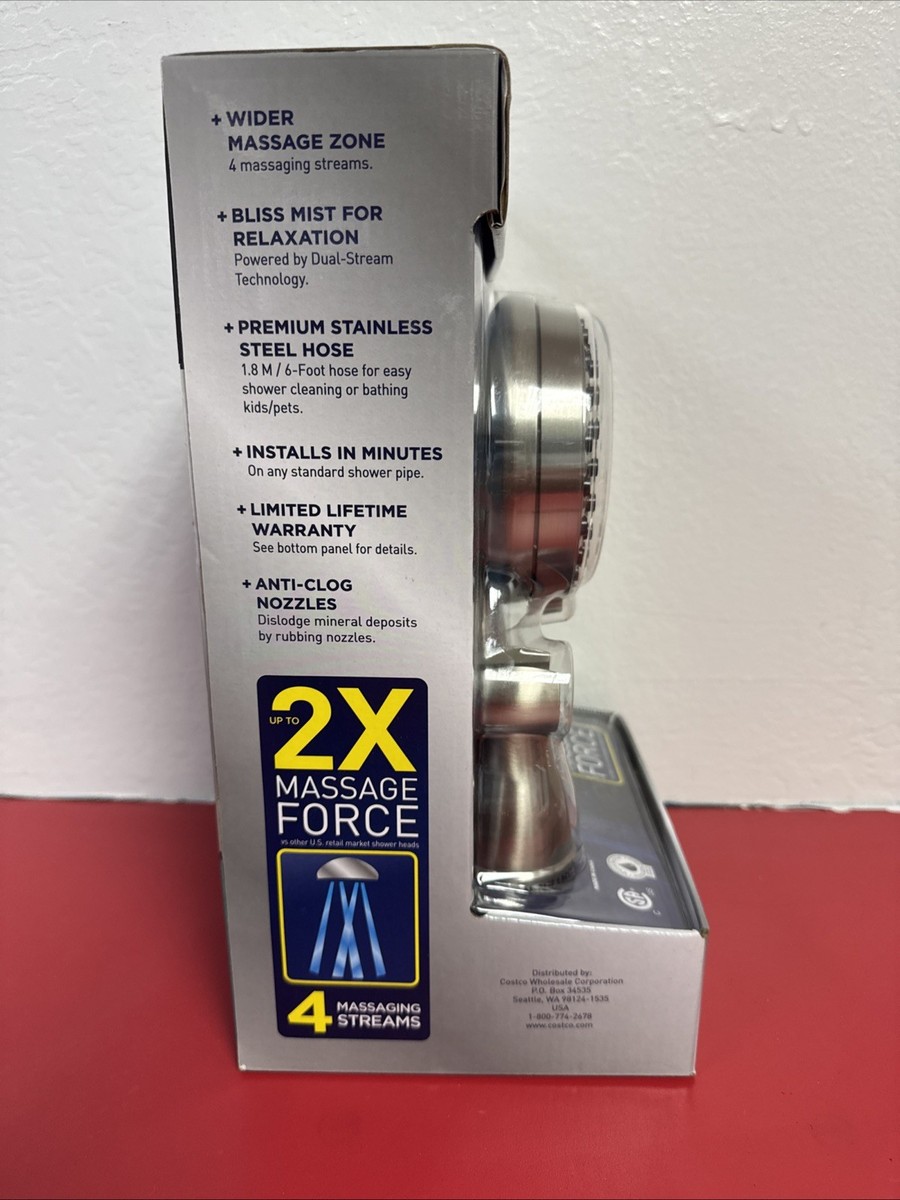 + WIDER
MASSAGE ZONE
4 massaging streams.
+ BLISS MIST FOR
RELAXATION
Powered by Dual-Stream
Technology.
+ PREMIUM STAINLESS
STEEL HOSE
1.8 M / 6-Foot hose for easy
shower cleaning or bathing
kids/pets.
+ INSTALLS IN MINUTES
On any standard shower pipe.
+ LIMITED LIFETIME
WARRANTY
See bottom panel for details.
+ ANTI-CLOG
NOZZLES
Dislodge mineral deposits
by rubbing nozzles.
UP TO 2X
MASSAGE
FORCE
vs other U.S. retail market shower heads
4 MASSAGING
STREAMS
FORCE
Distributed by:
Costco Wholesale Corporation
P.O. Box 34535
Seattle, WA 98124-1535
USA
1-800-774-2678
www.costco.com